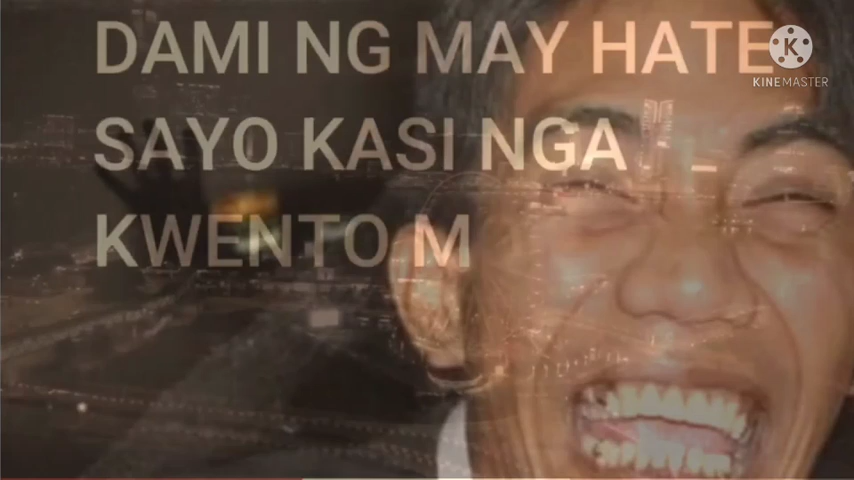 DAMI NG MAY HATE
SAYO KASI NGA
KWENTO M
K
KINEMASTER